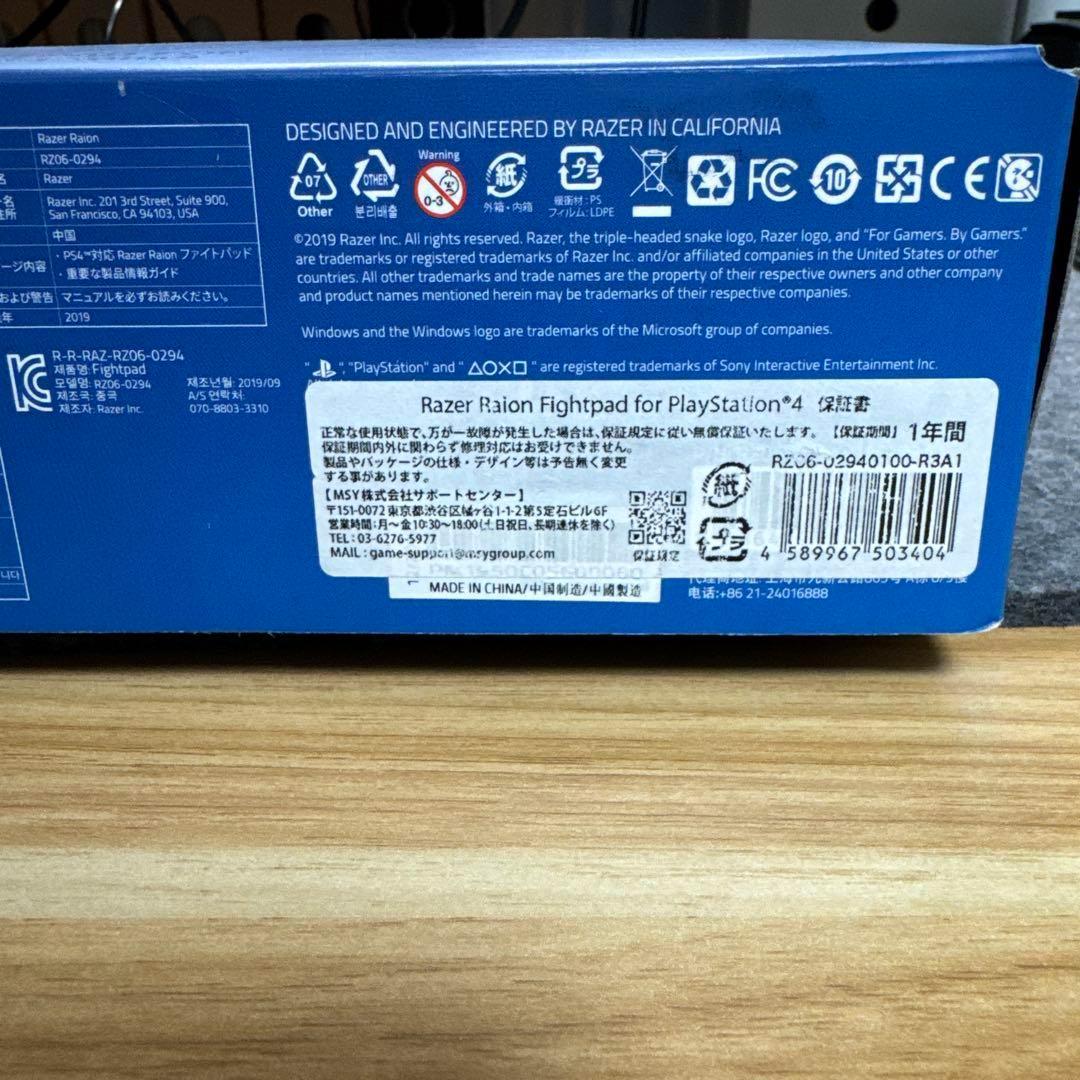 Razer Raion
RZ06-0294
名
Razer
名
住所
Razer Inc. 201 3rd Street, Suite 900,
San Francisco, CA 94103, USA
中国
ージ内容
・PS4™対応 Razer Raion ファイトパッド
・重要な製品情報ガイド
および警告
マニュアルを必ずお読みください。
年
2019
R-R-RAZ-RZ06-0294
제품명: Fightpad
모델명: RZ06-0294
제조국: 중국
제조자: Razer Inc.
제조년월: 2019/09
A/S 연락처:
070-8803-3310
니다
DESIGNED AND ENGINEERED BY RAZER IN CALIFORNIA
07
Other
OTHER
분리배출
Warning
0-3
紙
外箱・内箱
プラ
緩衝材: PS
フィルム: LDPE
FC
10
CE
©2019 Razer Inc. All rights reserved. Razer, the triple-headed snake logo, Razer logo, and "For Gamers. By Gamers."
are trademarks or registered trademarks of Razer Inc. and/or affiliated companies in the United States or other
countries. All other trademarks and trade names are the property of their respective owners and other company
and product names mentioned herein may be trademarks of their respective companies.
Windows and the Windows logo are trademarks of the Microsoft group of companies.
" ", "PlayStation" and " △○×□ " are registered trademarks of Sony Interactive Entertainment Inc.
Razer Raion Fightpad for PlayStation®4 保証書
正常な使用状態で、万が一故障が発生した場合は、保証規定に従い無償保証いたします。【保証期間】1年間
保証期間内外に関わらず修理対応はお受けできません。
製品やパッケージの仕様・デザイン等は予告無く変更
する事があります。
【MSY株式会社サポートセンター】
〒151-0072 東京都渋谷区幡ヶ谷1-1-2 第5定石ビル6F
営業時間:月〜金10:30〜18:00(土日祝日、長期連休を除く)
TEL : 03-6276-5977
MAIL : game-support@msygroup.com
保証規定
RZ06-02940100-R3A1
紙
プラ
4 589967 503404
MADE IN CHINA/中国制造/中國製造
电话:+86 21-24016888